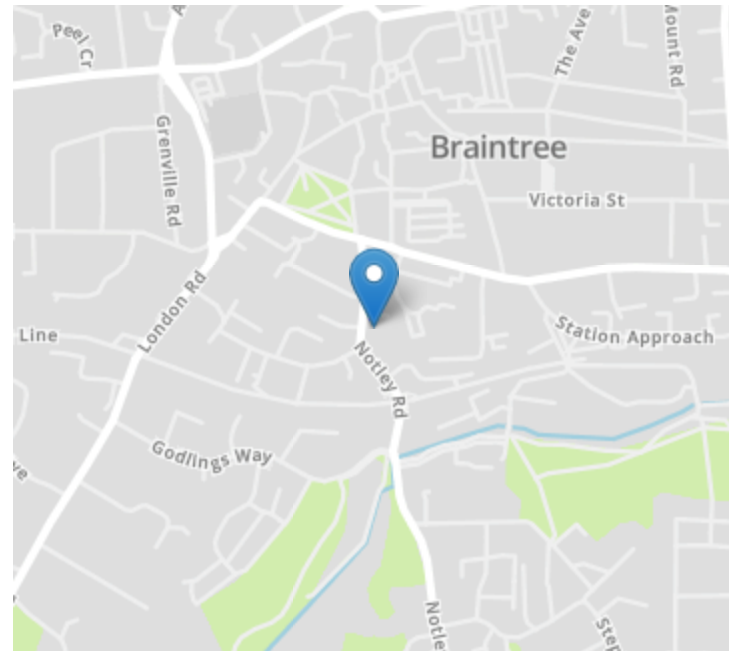 Peel Cr
The Ave
Mount Rd
Grenville Rd
Braintree
Victoria St
London Rd
Line
Station Approach
Notley Rd
Godlings Way